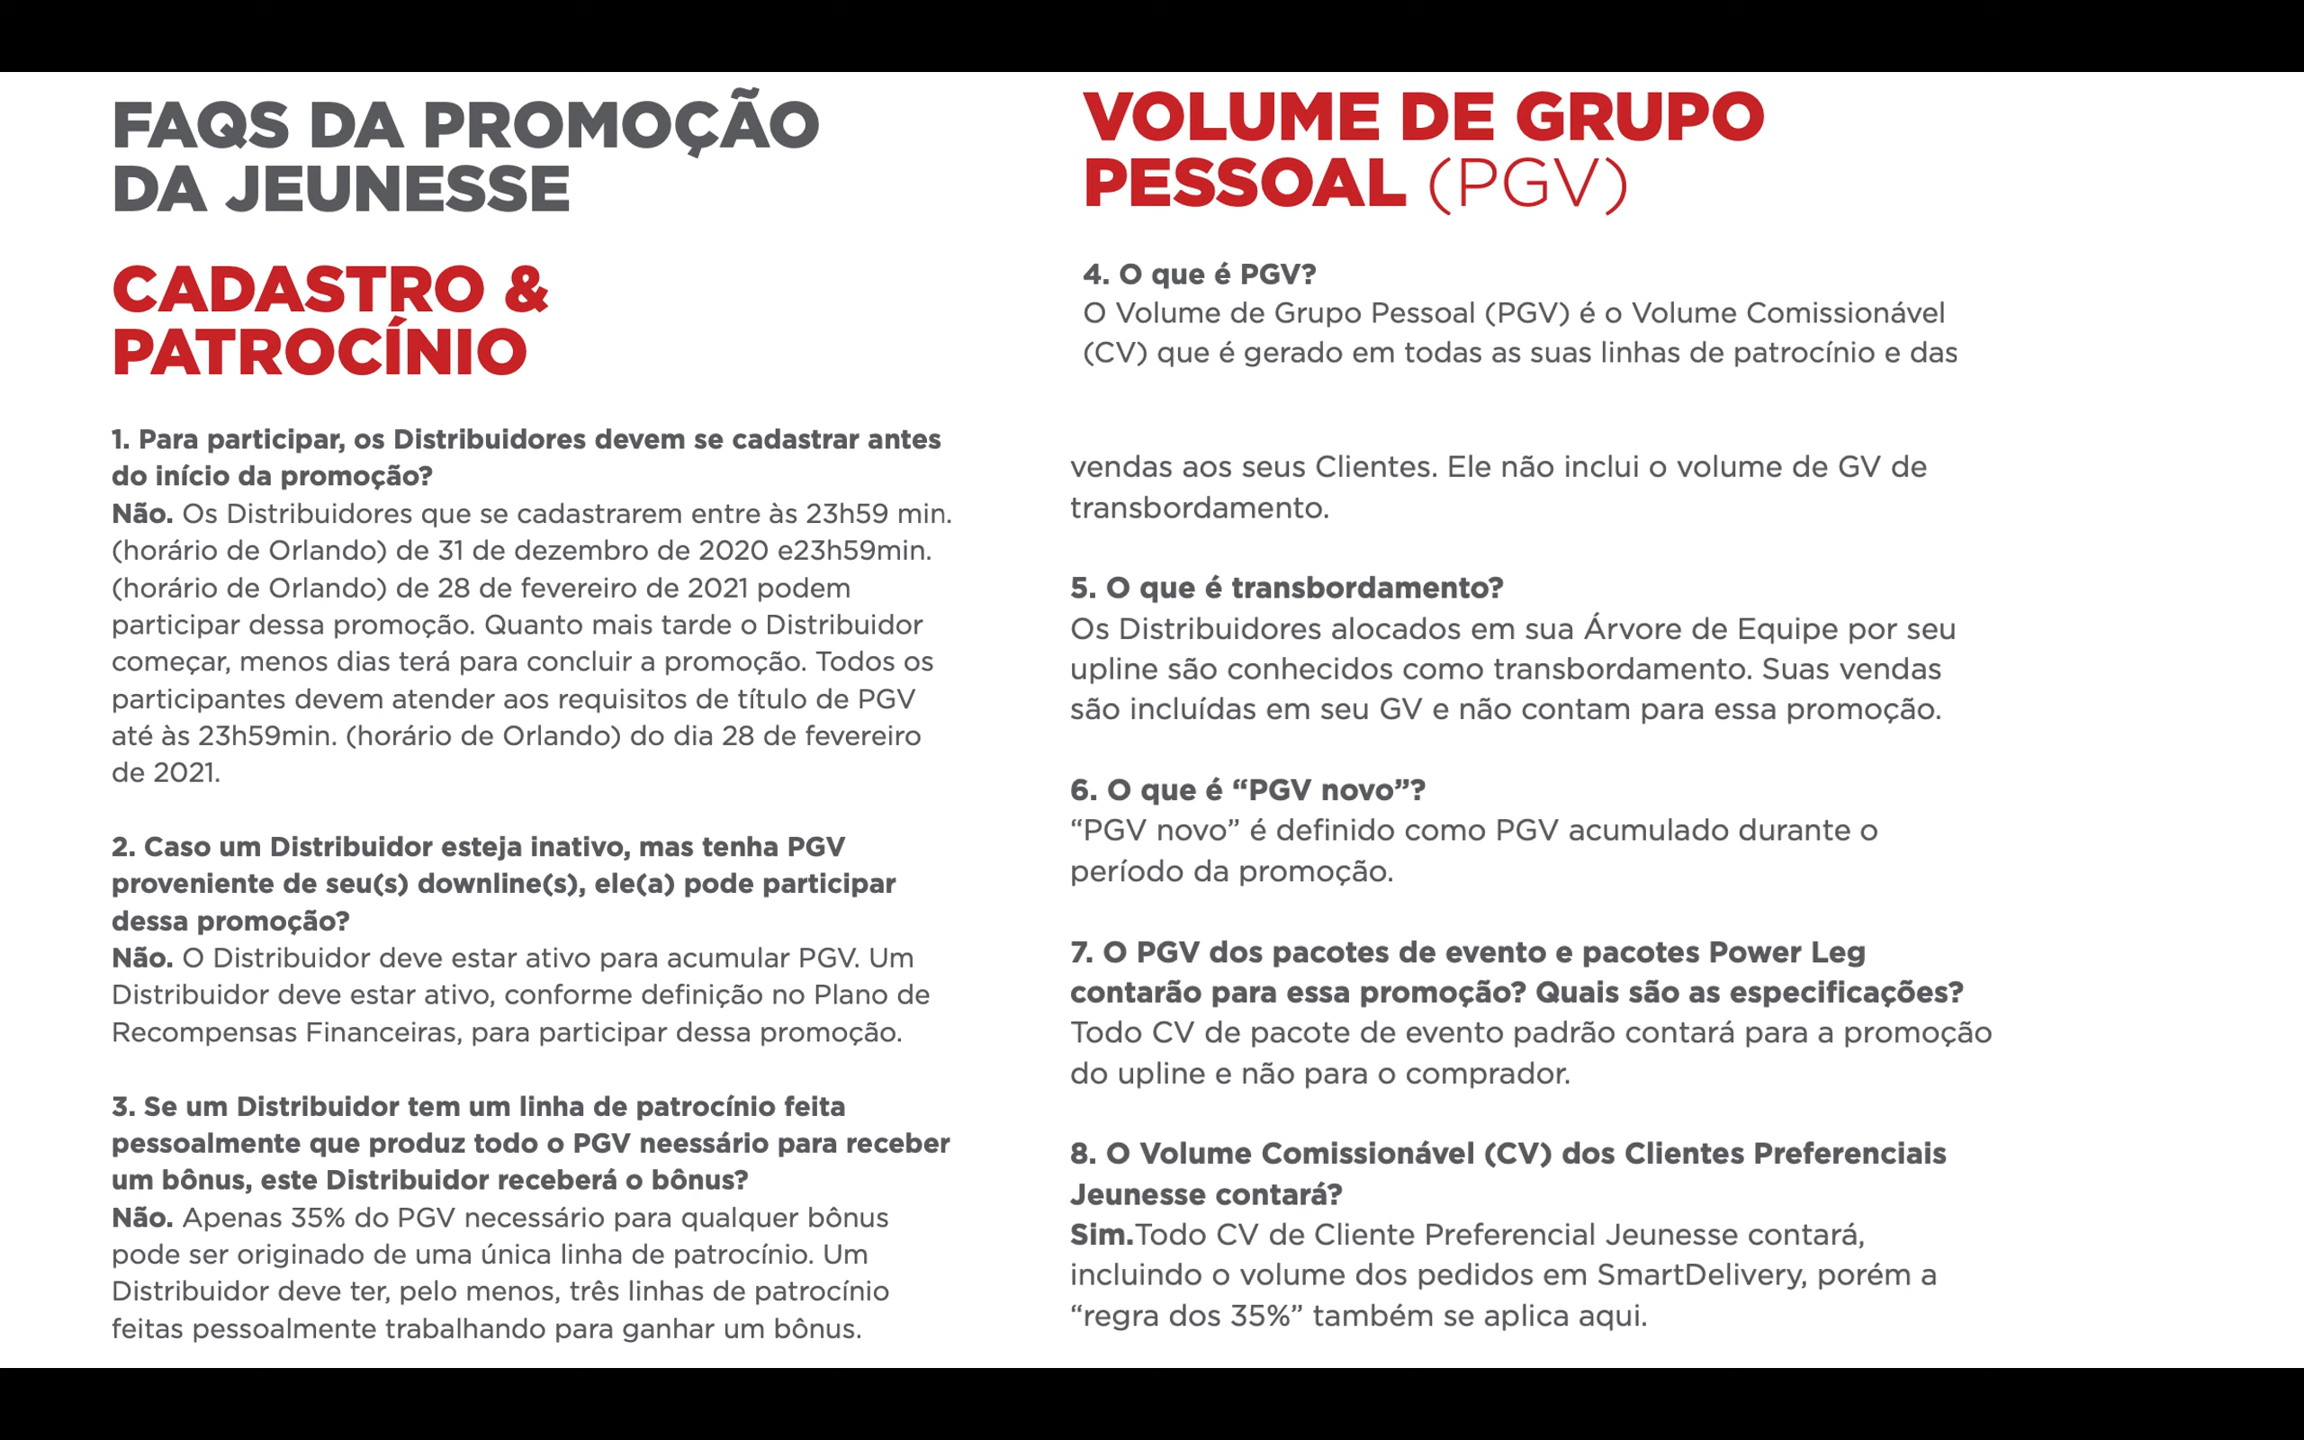 FAQS DA PROMOÇÃO
DA JEUNESSE
CADASTRO &
PATROCÍNIO
1. Para participar, os Distribuidores devem se cadastrar antes
do início da promoção?
Não. Os Distribuidores que se cadastrarem entre às 23h59 min.
(horário de Orlando) de 31 de dezembro de 2020 e23h59min.
(horário de Orlando) de 28 de fevereiro de 2021 podem
participar dessa promoção. Quanto mais tarde o Distribuidor
começar, menos dias terá para concluir a promoção. Todos os
participantes devem atender aos requisitos de título de PGV
até às 23h59min. (horário de Orlando) do dia 28 de fevereiro
de 2021.
2. Caso um Distribuidor esteja inativo, mas tenha PGV
proveniente de seu(s) downline(s), ele(a) pode participar
dessa promoção?
Não. O Distribuidor deve estar ativo para acumular PGV. Um
Distribuidor deve estar ativo, conforme definição no Plano de
Recompensas Financeiras, para participar dessa promoção.
3. Se um Distribuidor tem um linha de patrocínio feita
pessoalmente que produz todo o PGV neessário para receber
um bônus, este Distribuidor receberá o bônus?
Não. Apenas 35% do PGV necessário para qualquer bônus
pode ser originado de uma única linha de patrocínio. Um
Distribuidor deve ter, pelo menos, três linhas de patrocínio
feitas pessoalmente trabalhando para ganhar um bônus.
VOLUME DE GRUPO
PESSOAL (PGV)
4. O que é PGV?
O Volume de Grupo Pessoal (PGV) é o Volume Comissionável
(CV) que é gerado em todas as suas linhas de patrocínio e das
vendas aos seus Clientes. Ele não inclui o volume de GV de
transbordamento.
5. O que é transbordamento?
Os Distribuidores alocados em sua Árvore de Equipe por seu
upline são conhecidos como transbordamento. Suas vendas
são incluídas em seu GV e não contam para essa promoção.
6. O que é “PGV novo”?
“PGV novo” é definido como PGV acumulado durante o
período da promoção.
7. O PGV dos pacotes de evento e pacotes Power Leg
contarão para essa promoção? Quais são as especificações?
Todo CV de pacote de evento padrão contará para a promoção
do upline e não para o comprador.
8. O Volume Comissionável (CV) dos Clientes Preferenciais
Jeunesse contará?
Sim.Todo CV de Cliente Preferencial Jeunesse contará,
incluindo o volume dos pedidos em SmartDelivery, porém a
“regra dos 35%” também se aplica aqui.